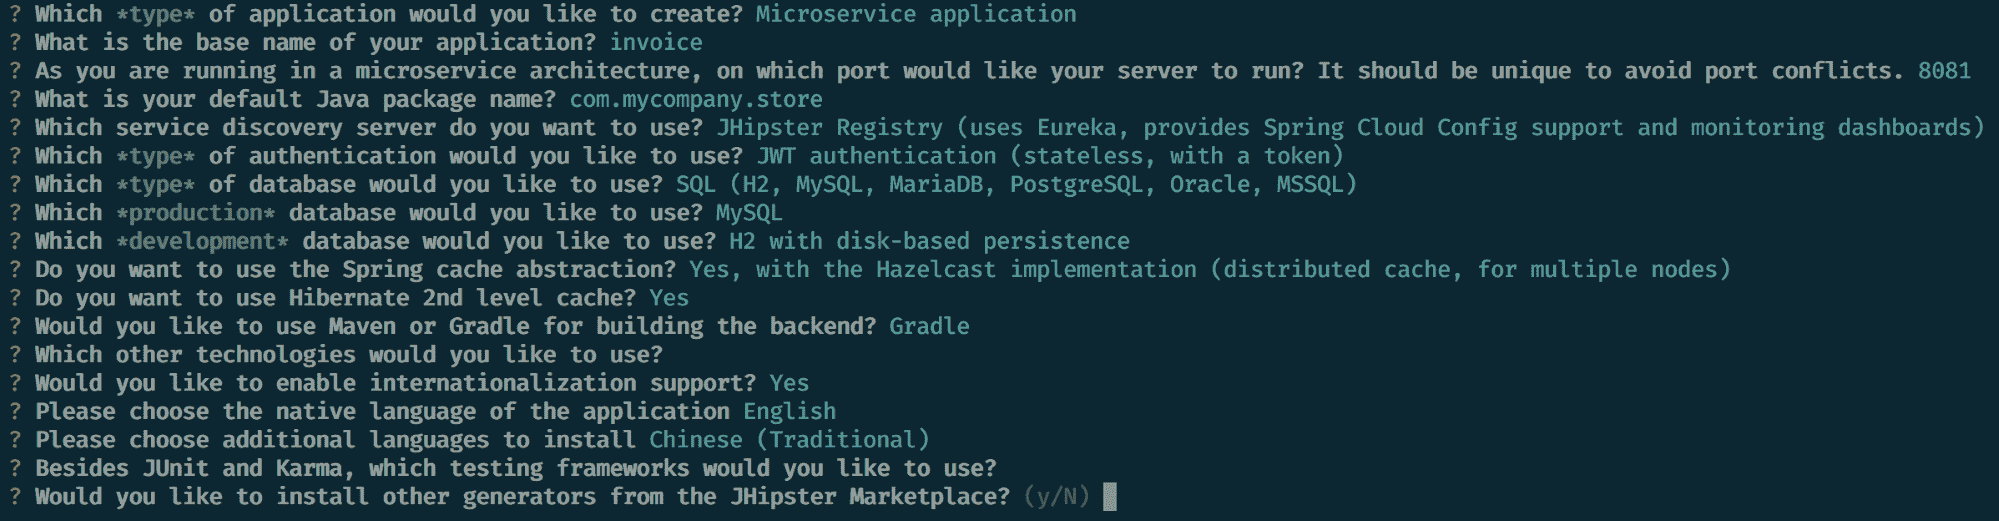 ? Which *type* of application would you like to create? Microservice application
? What is the base name of your application? invoice
? As you are running in a microservice architecture, on which port would like your server to run? It should be unique to avoid port conflicts. 8081
? What is your default Java package name? com.mycompany.store
? Which service discovery server do you want to use? JHipster Registry (uses Eureka, provides Spring Cloud Config support and monitoring dashboards)
? Which *type* of authentication would you like to use? JWT authentication (stateless, with a token)
? Which *type* of database would you like to use? SQL (H2, MySQL, MariaDB, PostgreSQL, Oracle, MSSQL)
? Which *production* database would you like to use? MySQL
? Which *development* database would you like to use? H2 with disk-based persistence
? Do you want to use the Spring cache abstraction? Yes, with the Hazelcast implementation (distributed cache, for multiple nodes)
? Do you want to use Hibernate 2nd level cache? Yes
? Would you like to use Maven or Gradle for building the backend? Gradle
? Which other technologies would you like to use?
? Would you like to enable internationalization support? Yes
? Please choose the native language of the application English
? Please choose additional languages to install Chinese (Traditional)
? Besides JUnit and Karma, which testing frameworks would you like to use?
? Would you like to install other generators from the JHipster Marketplace? (y/N)